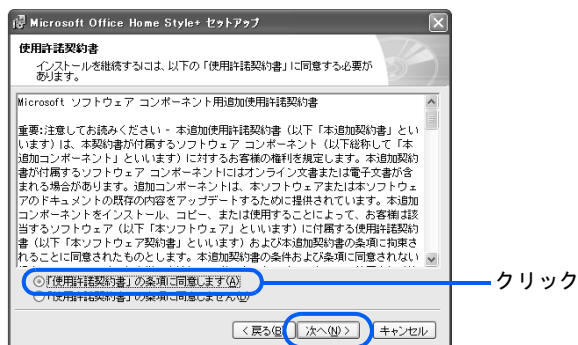 Microsoft Office Home Style+ セットアップ
使用許諾契約書
インストールを継続するには、以下の「使用許諾契約書」に同意する必要が
あります。
Microsoft ソフトウェア コンポーネント用追加使用許諾契約書
重要:注意してお読みください - 本追加使用許諾契約書 (以下「本追加契約書」とい
います) は、本契約書が付属するソフトウェア コンポーネント (以下総称して「本
追加コンポーネント」といいます) に対するお客様の権利を規定します。本追加契約
書が付属するソフトウェア コンポーネントにはオンライン文書または電子文書が含
まれる場合があります。追加コンポーネントは、本ソフトウェアまたは本ソフトウェ
アのドキュメントの既存の内容をアップデートするために提供されています。本追加
コンポーネントをインストール、コピー、または使用することによって、お客様は該
当するソフトウェア (以下「本ソフトウェア」といいます) に付属する使用許諾契約
書 (以下「本ソフトウェア契約書」といいます) および本追加契約書の条項に拘束さ
れることに同意されたものとします。本追加契約書の条件および条項に同意されない
「使用許諾契約書」の条項に同意します(A)
「使用許諾契約書」の条項に同意しません(D)
クリック
< 戻る(B) 次へ(N) > キャンセル